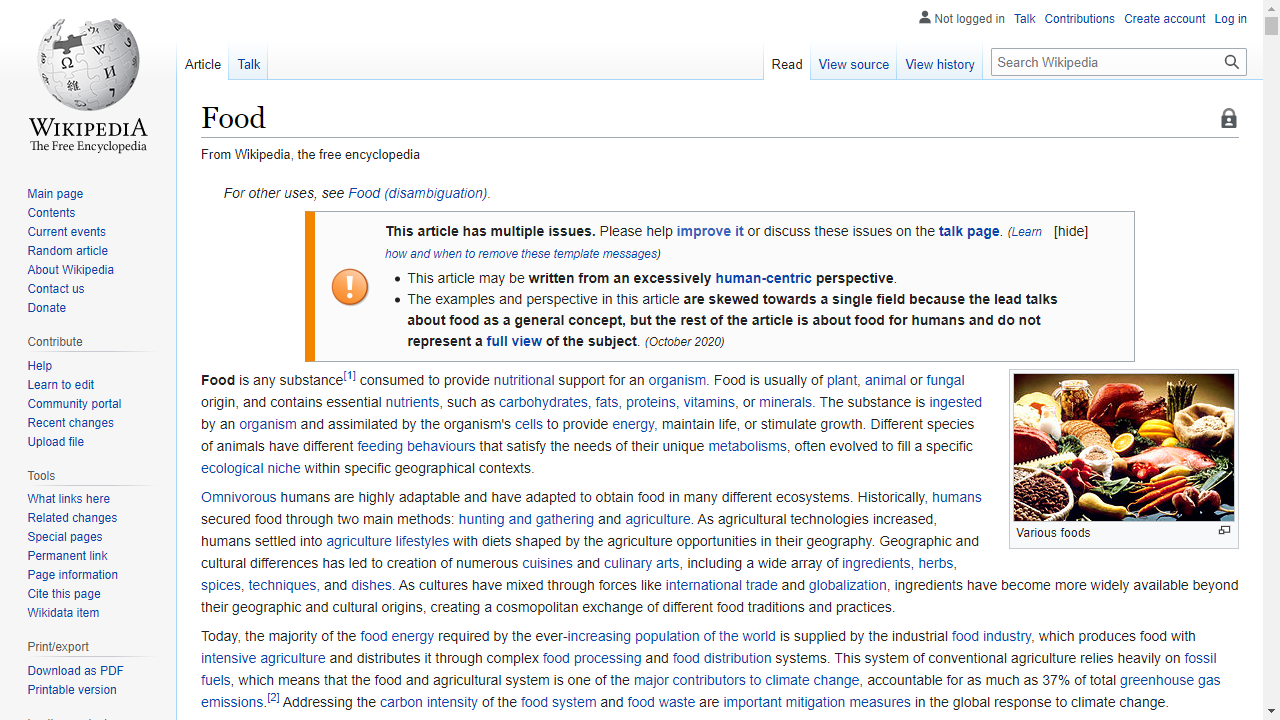 Not logged in Talk Contributions Create account Log in
Article Talk Read View source View history Search Wikipedia
WIKIPEDIA
The Free Encyclopedia
Main page
Contents
Current events
Random article
About Wikipedia
Contact us
Donate
Contribute
Help
Learn to edit
Community portal
Recent changes
Upload file
Tools
What links here
Related changes
Special pages
Permanent link
Page information
Cite this page
Wikidata item
Print/export
Download as PDF
Printable version
Food
From Wikipedia, the free encyclopedia
For other uses, see Food (disambiguation).
This article has multiple issues. Please help improve it or discuss these issues on the talk page. (Learn [hide]
how and when to remove these template messages)
• This article may be written from an excessively human-centric perspective.
• The examples and perspective in this article are skewed towards a single field because the lead talks
about food as a general concept, but the rest of the article is about food for humans and do not
represent a full view of the subject. (October 2020)
Food is any substance[1] consumed to provide nutritional support for an organism. Food is usually of plant, animal or fungal
origin, and contains essential nutrients, such as carbohydrates, fats, proteins, vitamins, or minerals. The substance is ingested
by an organism and assimilated by the organism's cells to provide energy, maintain life, or stimulate growth. Different species
of animals have different feeding behaviours that satisfy the needs of their unique metabolisms, often evolved to fill a specific
ecological niche within specific geographical contexts.
Various foods
Omnivorous humans are highly adaptable and have adapted to obtain food in many different ecosystems. Historically, humans
secured food through two main methods: hunting and gathering and agriculture. As agricultural technologies increased,
humans settled into agriculture lifestyles with diets shaped by the agriculture opportunities in their geography. Geographic and
cultural differences has led to creation of numerous cuisines and culinary arts, including a wide array of ingredients, herbs,
spices, techniques, and dishes. As cultures have mixed through forces like international trade and globalization, ingredients have become more widely available beyond
their geographic and cultural origins, creating a cosmopolitan exchange of different food traditions and practices.
Today, the majority of the food energy required by the ever-increasing population of the world is supplied by the industrial food industry, which produces food with
intensive agriculture and distributes it through complex food processing and food distribution systems. This system of conventional agriculture relies heavily on fossil
fuels, which means that the food and agricultural system is one of the major contributors to climate change, accountable for as much as 37% of total greenhouse gas
emissions.[2] Addressing the carbon intensity of the food system and food waste are important mitigation measures in the global response to climate change.